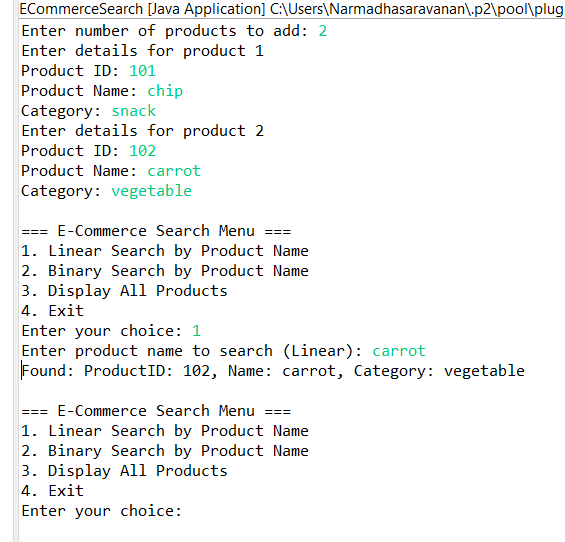 ECommerceSearch [Java Application] C:\Users\Narmadhasaravanan\.p2\pool\plug
Enter number of products to add: 2
Enter details for product 1
Product ID: 101
Product Name: chip
Category: snack
Enter details for product 2
Product ID: 102
Product Name: carrot
Category: vegetable
=== E-Commerce Search Menu ===
1. Linear Search by Product Name
2. Binary Search by Product Name
3. Display All Products
4. Exit
Enter your choice: 1
Enter product name to search (Linear): carrot
Found: ProductID: 102, Name: carrot, Category: vegetable
=== E-Commerce Search Menu ===
1. Linear Search by Product Name
2. Binary Search by Product Name
3. Display All Products
4. Exit
Enter your choice: